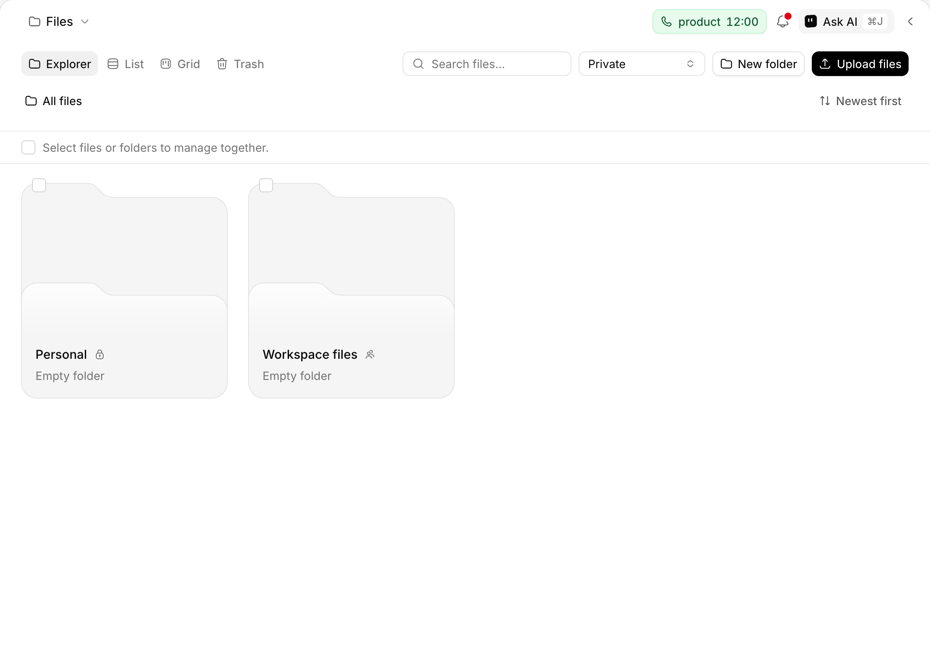 Files
product 12:00
Ask AI ⌘J
Explorer
List
Grid
Trash
Search files...
Private
New folder
Upload files
All files
Newest first
Select files or folders to manage together.
Personal
Empty folder
Workspace files
Empty folder